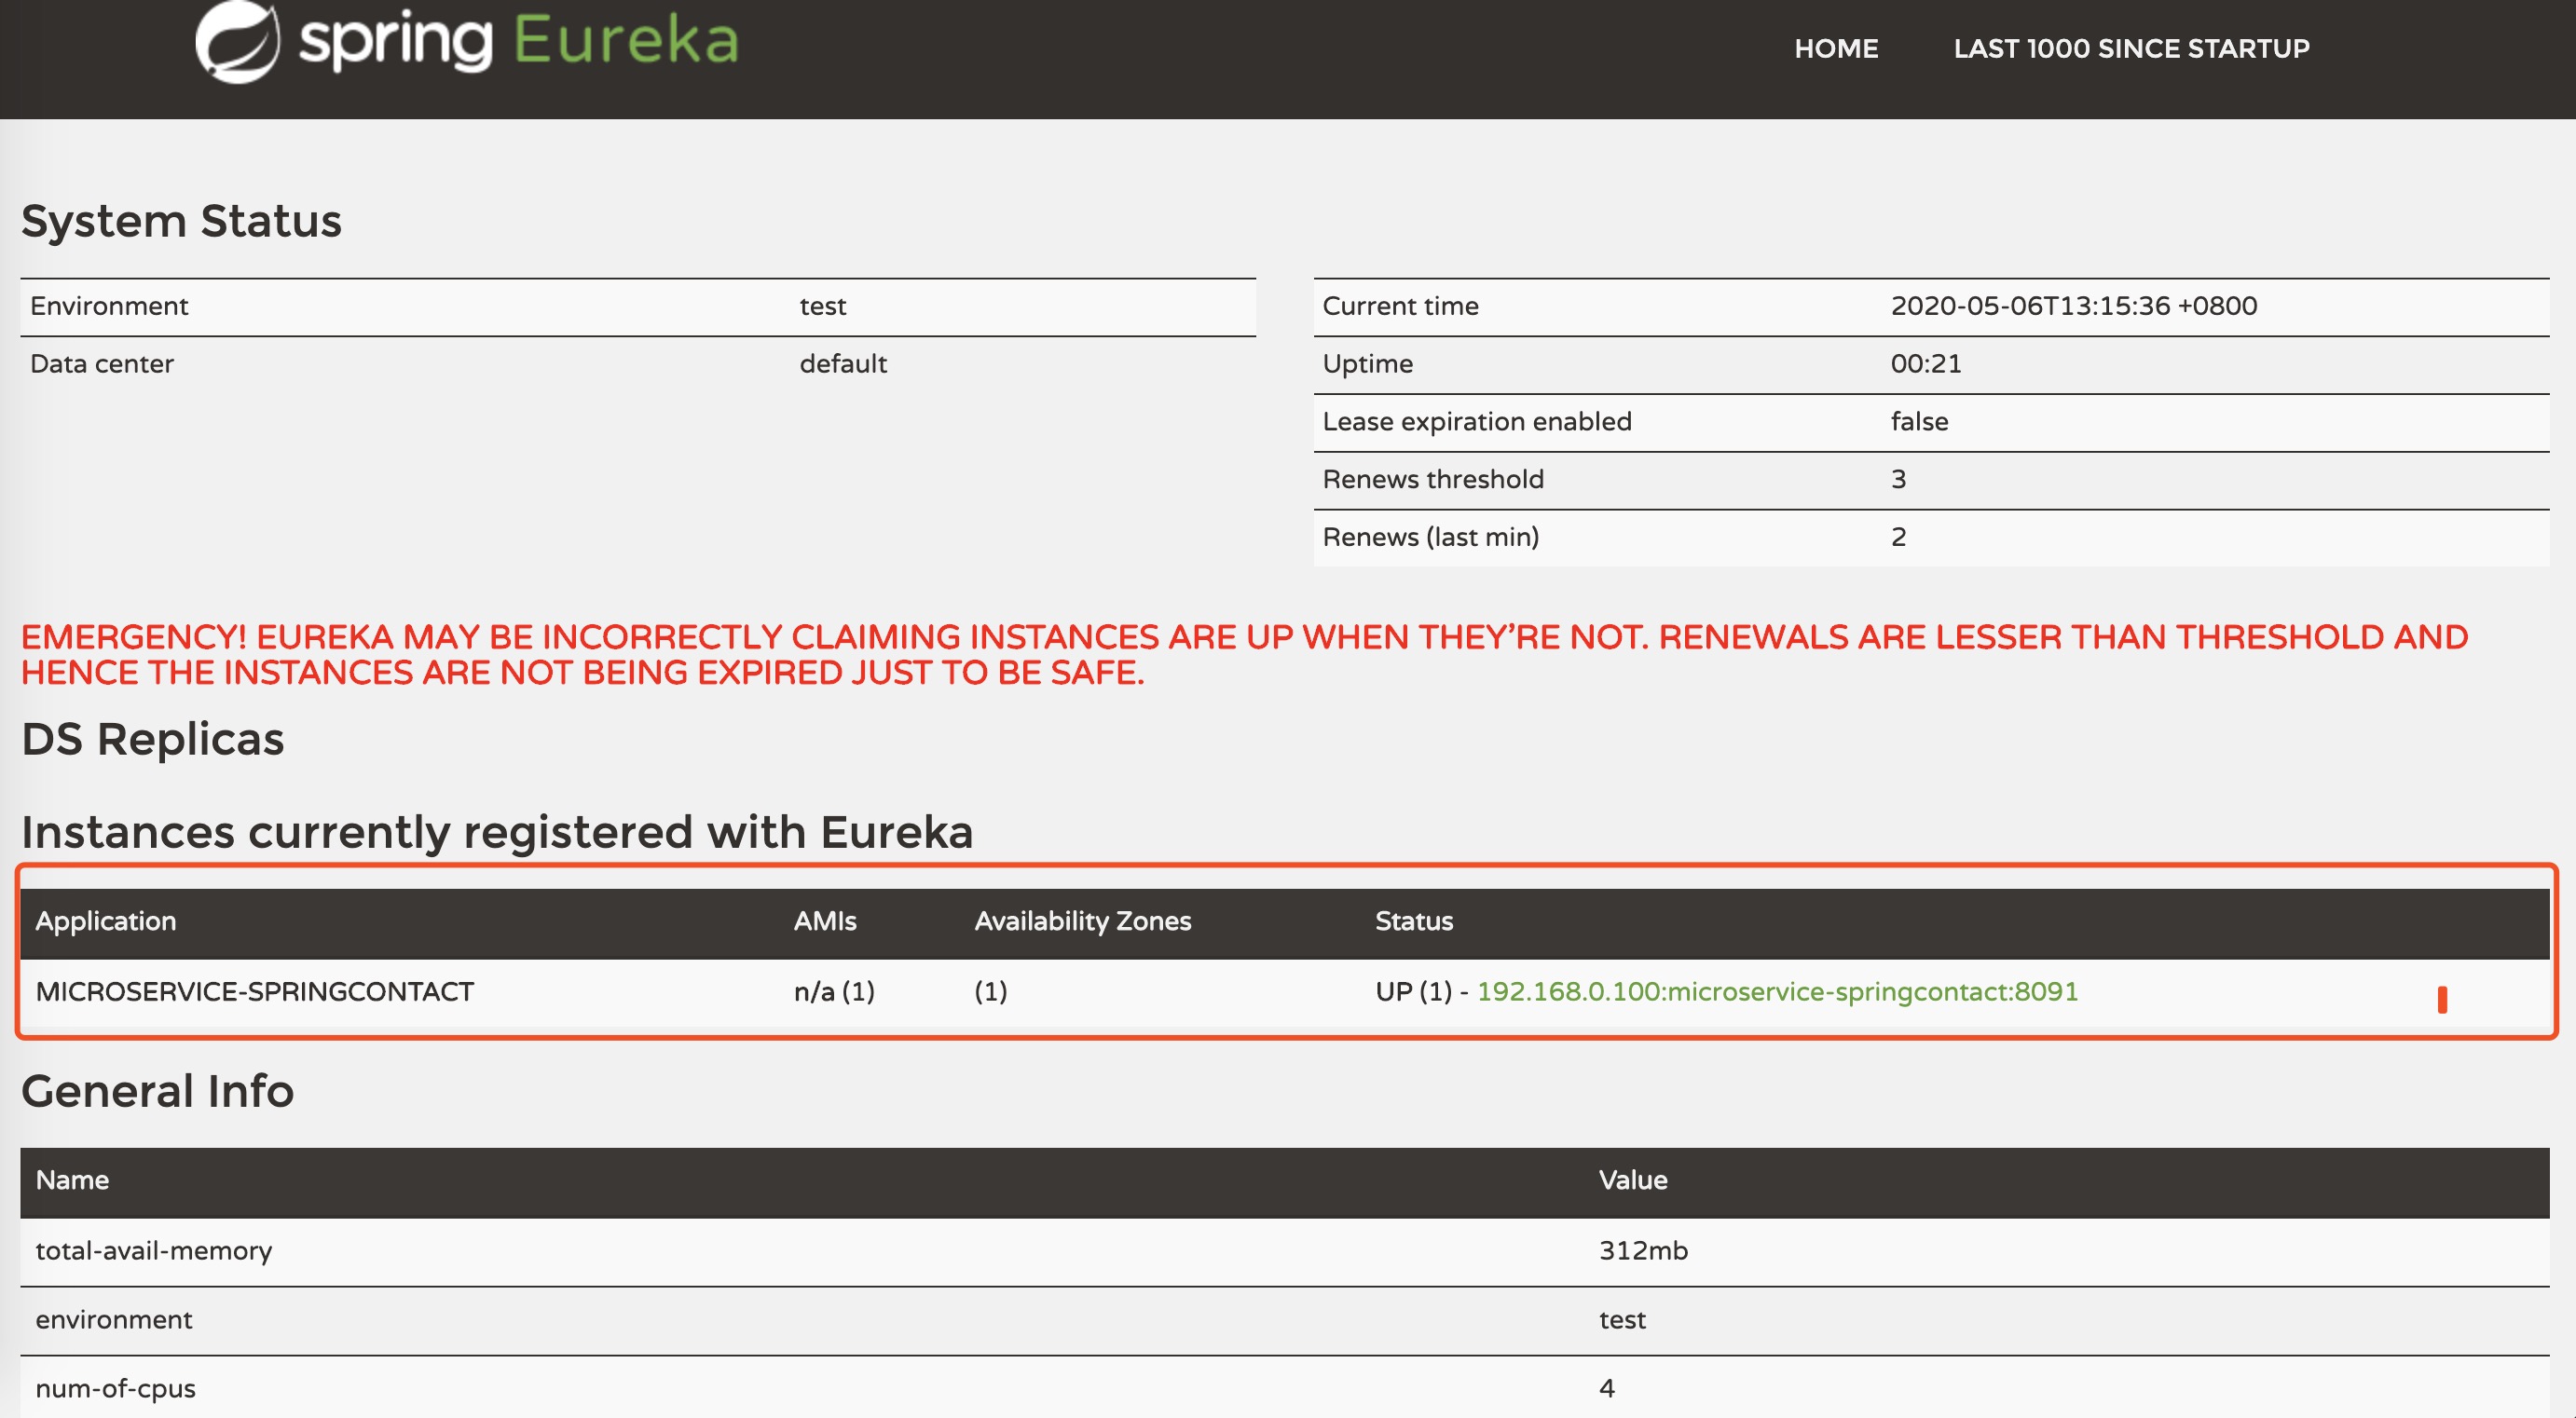 spring Eureka
HOME LAST 1000 SINCE STARTUP
System Status
Environment test
Data center default
Current time 2020-05-06T13:15:36 +0800
Uptime 00:21
Lease expiration enabled false
Renews threshold 3
Renews (last min) 2
EMERGENCY! EUREKA MAY BE INCORRECTLY CLAIMING INSTANCES ARE UP WHEN THEY’RE NOT. RENEWALS ARE LESSER THAN THRESHOLD AND
HENCE THE INSTANCES ARE NOT BEING EXPIRED JUST TO BE SAFE.
DS Replicas
Instances currently registered with Eureka
Application AMIs Availability Zones Status
MICROSERVICE-SPRINGCONTACT n/a (1) (1) UP (1) - 192.168.0.100:microservice-springcontact:8091
General Info
Name Value
total-avail-memory 312mb
environment test
num-of-cpus 4